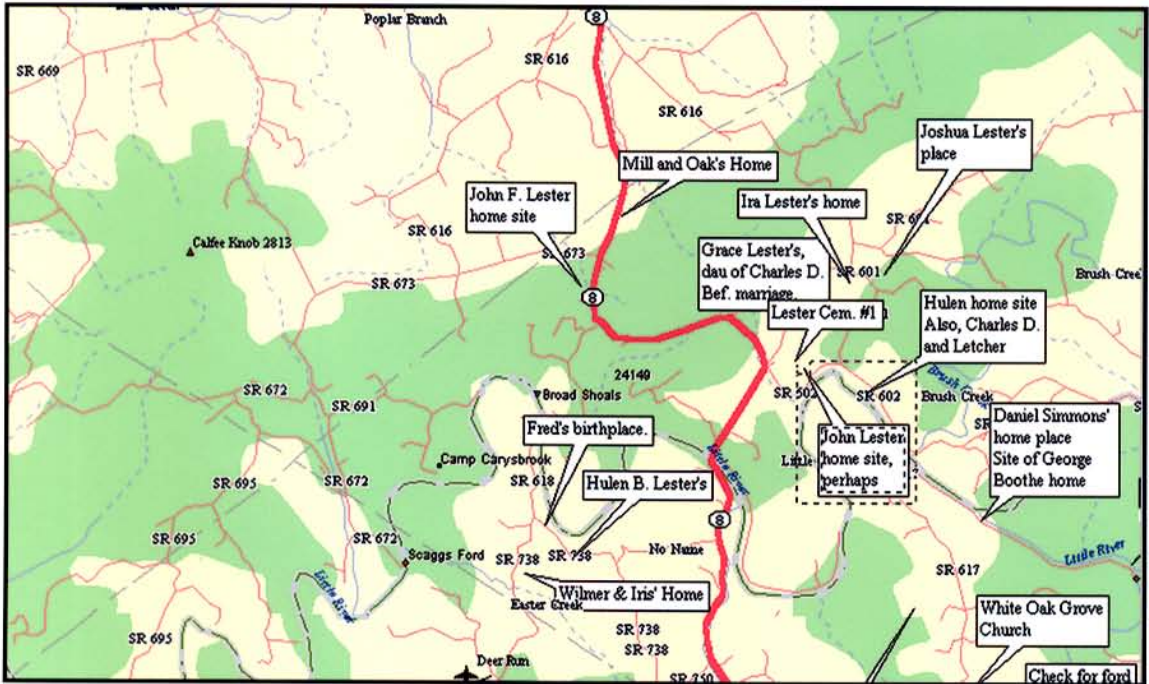 Poplar Branch
8
SR 616
SR 669
SR 616
Joshua Lester's
place
Mill and Oak's Home
John F. Lester
home site
Ira Lester's home
SR 616
Calfee Knob 2813
SR 673
SR 673
Grace Lester's,
dau of Charles D.
Bef. marriage.
SR 601
Brush Creek
8
Lester Cem. #1
Hulen home site
Also, Charles D.
and Letcher
24149
SR 672
SR 691
Broad Shoals
SR 602
Brush Creek
Fred's birthplace.
Daniel Simmons'
home place
Site of George
Boothe home
John Lester
home site,
perhaps
Little River
Camp Carysbrook
SR 618
Hulen B. Lester's
SR 695
SR 672
8
SR 695
SR 672
Scaggs Ford
SR 738
SR 738
No Name
Little River
SR 617
Little River
Wilmer & Iris' Home
Easter Creek
White Oak Grove
Church
SR 695
SR 738
SR 738
Deer Run
SR 750
Check for ford